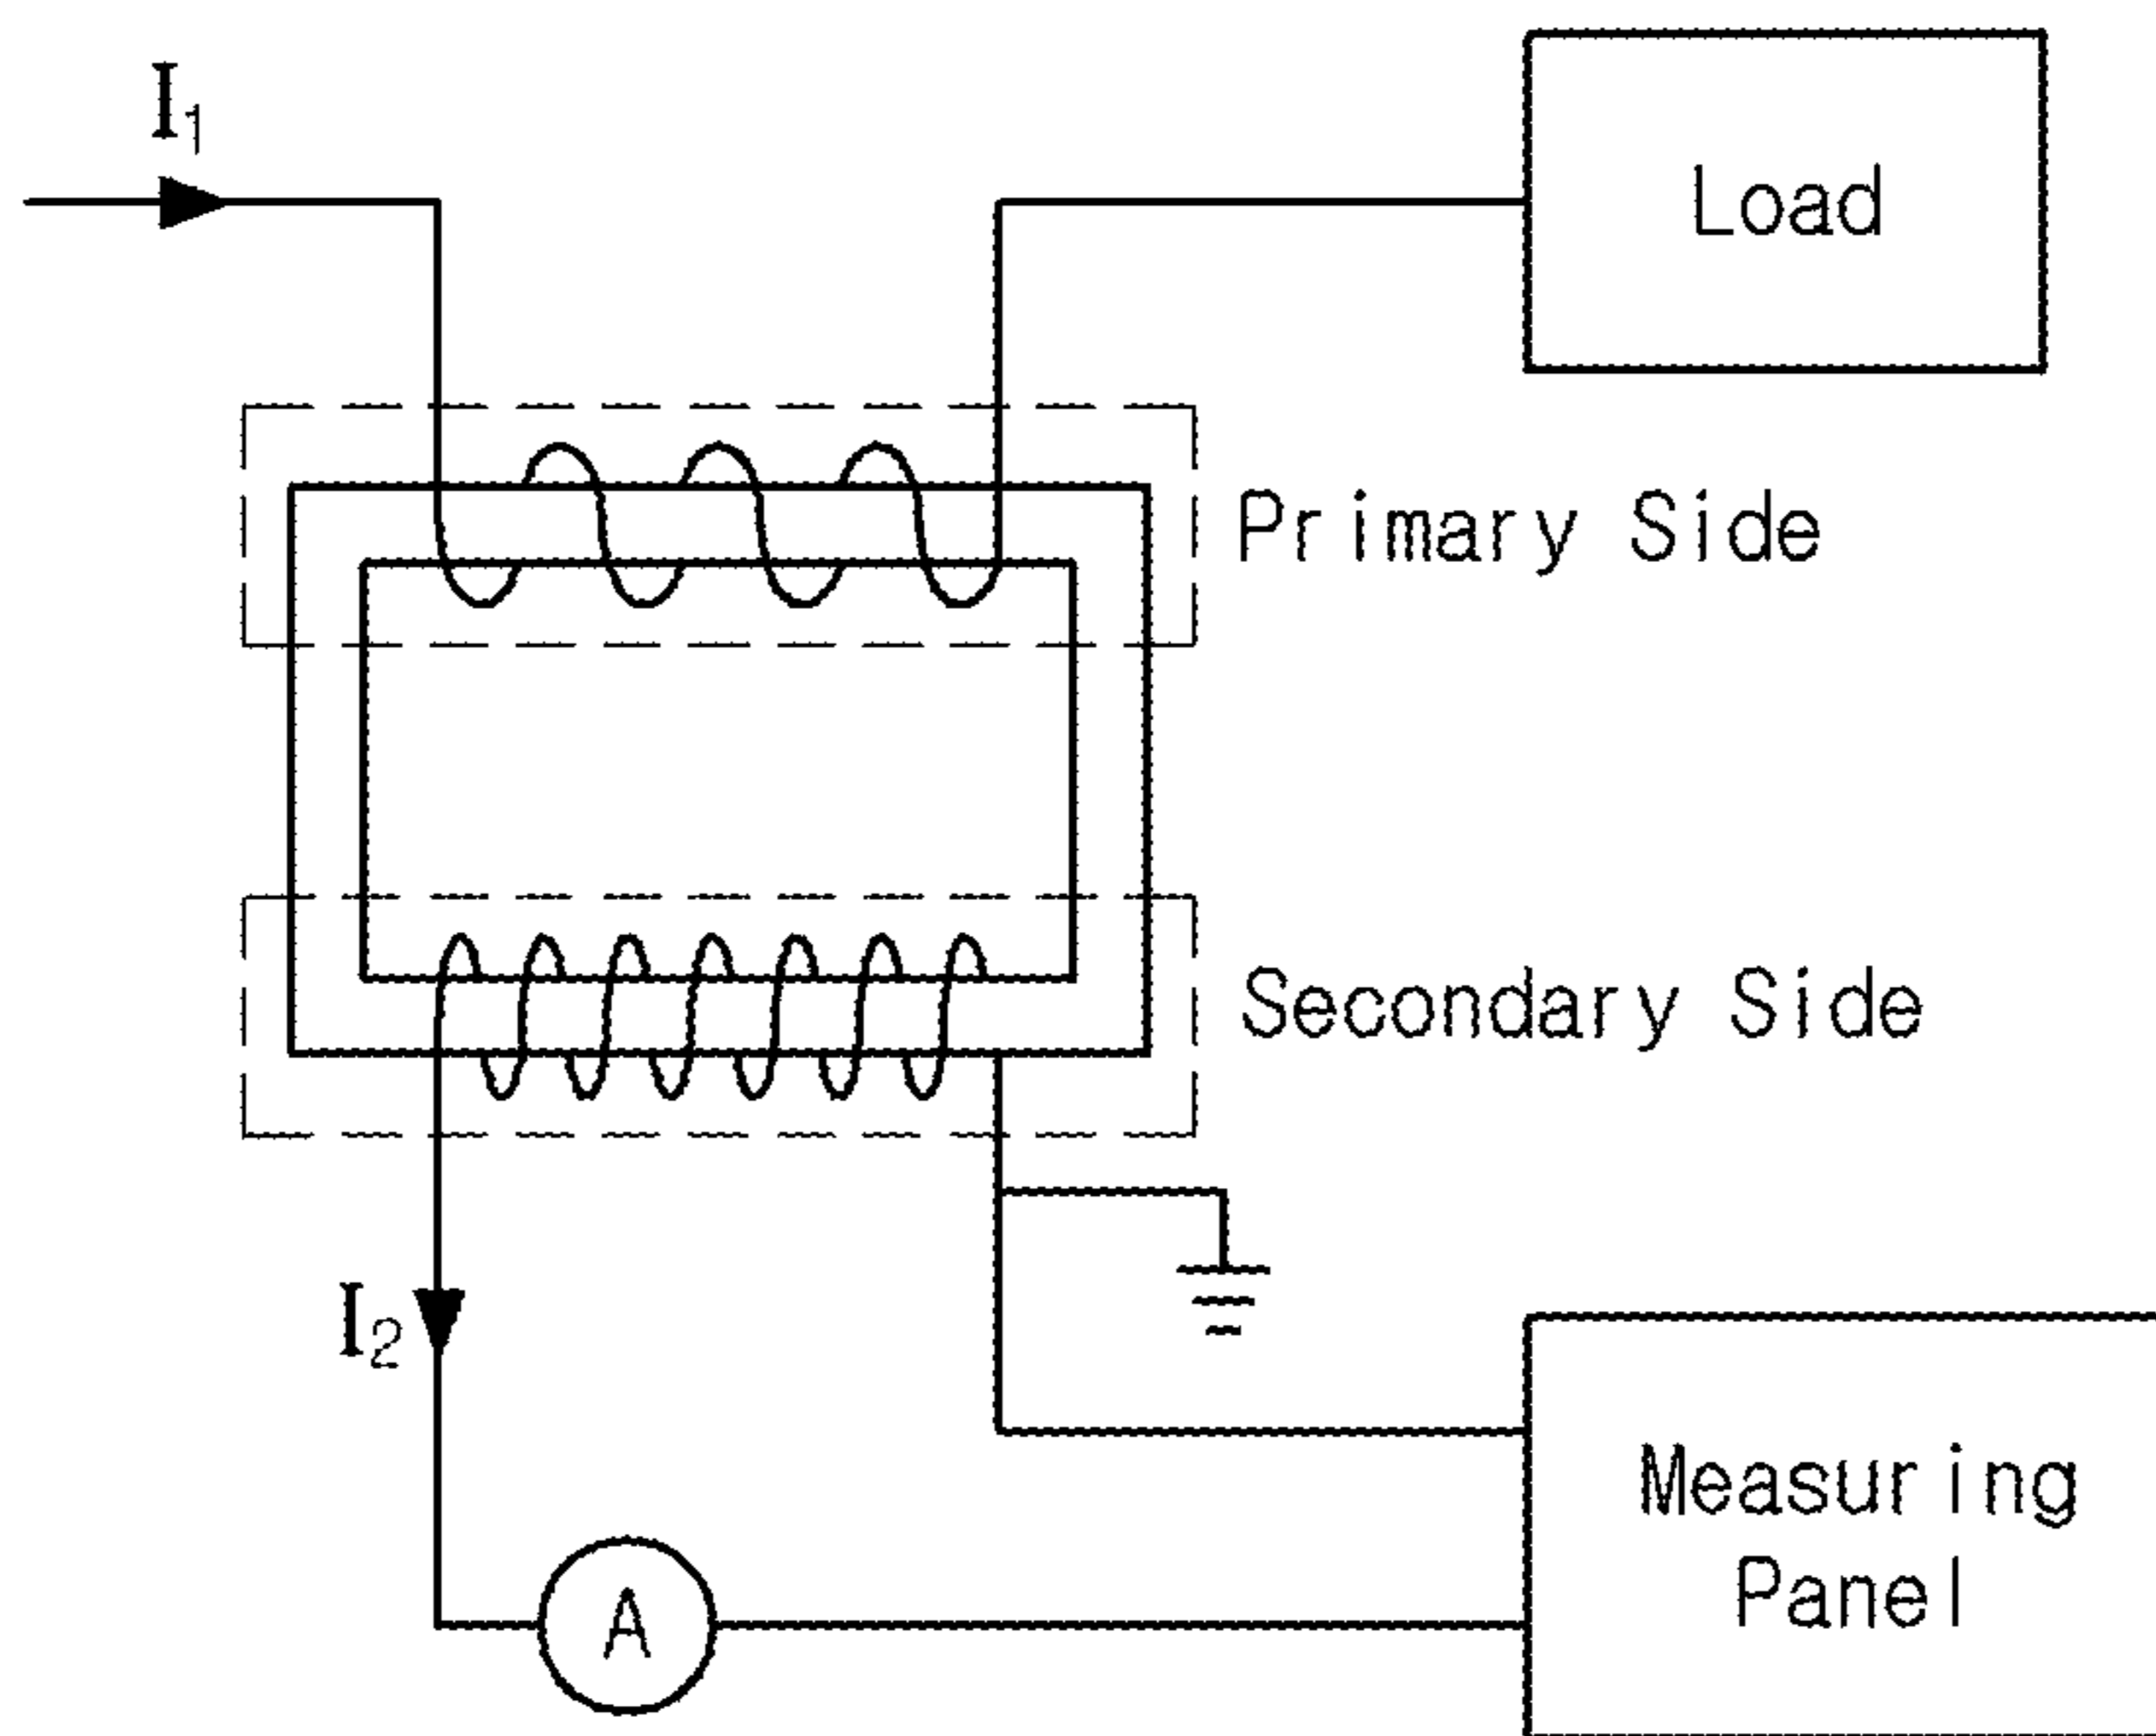 I₁
Load
Primary Side
Secondary Side
I₂
Measuring
Panel
A